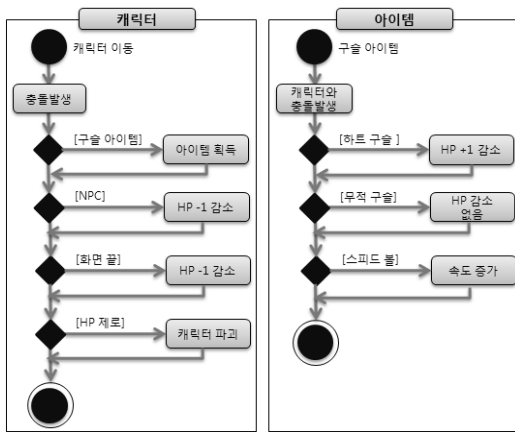 캐릭터
캐릭터 이동
충돌발생
[구슬 아이템]
아이템 획득
[NPC]
HP -1 감소
[화면 끝]
HP -1 감소
[HP 제로]
캐릭터 파괴
아이템
구슬 아이템
캐릭터와
충돌발생
[하트 구슬 ]
HP +1 감소
[무적 구슬]
HP 감소
없음
[스피드 볼]
속도 증가